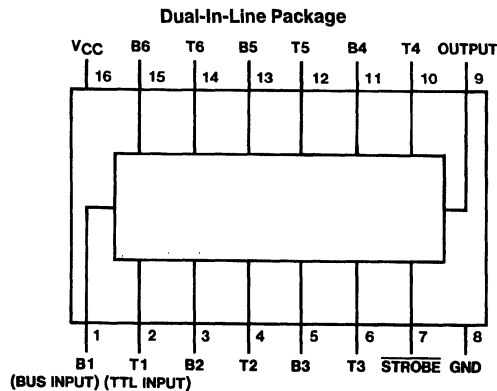 Dual-In-Line Package
VCC B6 T6 B5 T5 B4 T4 OUTPUT
16 15 14 13 12 11 10 9
1 2 3 4 5 6 7 8
B1 T1 B2 T2 B3 T3 STROBE GND
(BUS INPUT) (TTL INPUT)